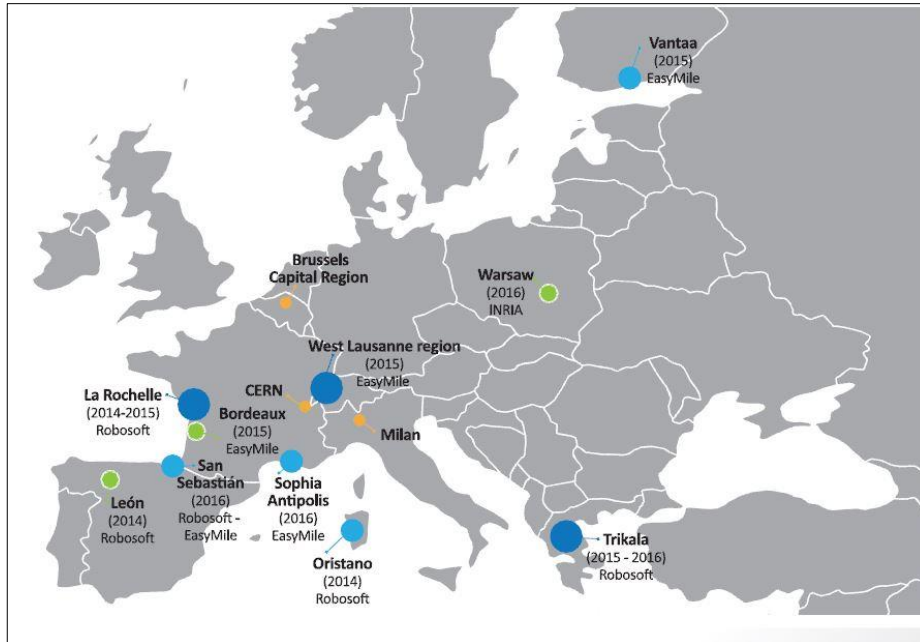 Vantaa
(2015)
EasyMile
Brussels
Capital Region
Warsaw
(2016)
INRIA
West Lausanne region
(2015)
EasyMile
La Rochelle
(2014-2015)
Robosoft
CERN
Bordeaux
(2015)
EasyMile
Milan
San
Sebastián
(2016)
Robosoft -
EasyMile
León
(2014)
Robosoft
Sophia
Antipolis
(2016)
EasyMile
Oristano
(2014)
Robosoft
Trikala
(2015 - 2016)
Robosoft